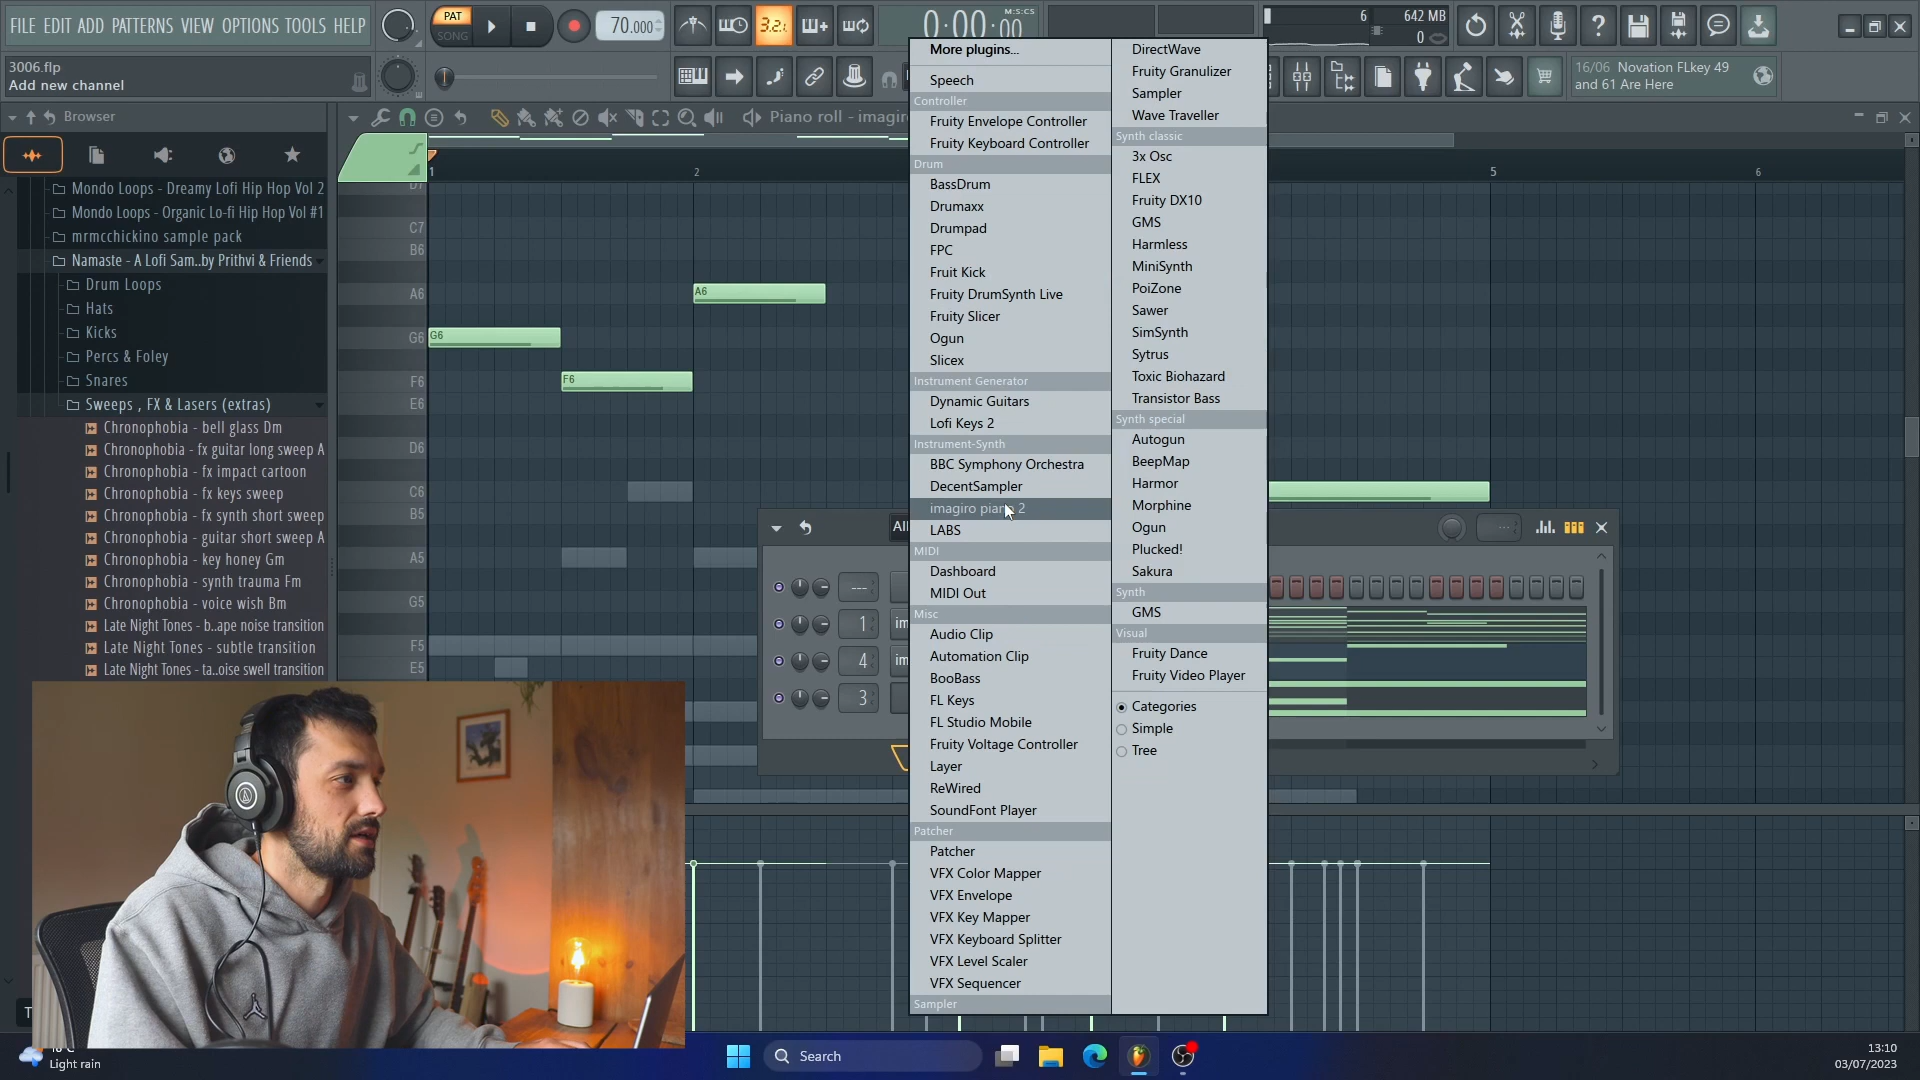 FILE EDIT ADD PATTERNS VIEW OPTIONS TOOLS HELP
PAT
SONG
70.000
3.2.
0:00:00
M:S:CS
6
642 MB
0
3006.flp
Add new channel
16/06 Novation FLkey 49
and 61 Are Here
Browser
Piano roll - imagir
Mondo Loops - Dreamy Lofi Hip Hop Vol 2
Mondo Loops - Organic Lo-fi Hip Hop Vol #1
mrmcchickino sample pack
Namaste - A Lofi Sam..by Prithvi & Friends
Drum Loops
Hats
Kicks
Percs & Foley
Snares
Sweeps , FX & Lasers (extras)
Chronophobia - bell glass Dm
Chronophobia - fx guitar long sweep A
Chronophobia - fx impact cartoon
Chronophobia - fx keys sweep
Chronophobia - fx synth short sweep
Chronophobia - guitar short sweep A
Chronophobia - key honey Gm
Chronophobia - synth trauma Fm
Chronophobia - voice wish Bm
Late Night Tones - b..ape noise transition
Late Night Tones - subtle transition
Late Night Tones - ta..oise swell transition
1
2
5
6
D7
C7
B6
A6
G6
F6
E6
D6
C6
B5
A5
G5
F5
E5
A6
G6
F6
All
---
1
im
4
im
3
More plugins...
Speech
Controller
Fruity Envelope Controller
Fruity Keyboard Controller
Drum
BassDrum
Drumaxx
Drumpad
FPC
Fruit Kick
Fruity DrumSynth Live
Fruity Slicer
Ogun
Slicex
Instrument Generator
Dynamic Guitars
Lofi Keys 2
Instrument-Synth
BBC Symphony Orchestra
DecentSampler
imagiro piano 2
LABS
MIDI
Dashboard
MIDI Out
Misc
Audio Clip
Automation Clip
BooBass
FL Keys
FL Studio Mobile
Fruity Voltage Controller
Layer
ReWired
SoundFont Player
Patcher
Patcher
VFX Color Mapper
VFX Envelope
VFX Key Mapper
VFX Keyboard Splitter
VFX Level Scaler
VFX Sequencer
Sampler
DirectWave
Fruity Granulizer
Sampler
Wave Traveller
Synth classic
3x Osc
FLEX
Fruity DX10
GMS
Harmless
MiniSynth
PoiZone
Sawer
SimSynth
Sytrus
Toxic Biohazard
Transistor Bass
Synth special
Autogun
BeepMap
Harmor
Morphine
Ogun
Plucked!
Sakura
Synth
GMS
Visual
Fruity Dance
Fruity Video Player
Categories
Simple
Tree
T
Light rain
Search
13:10
03/07/2023